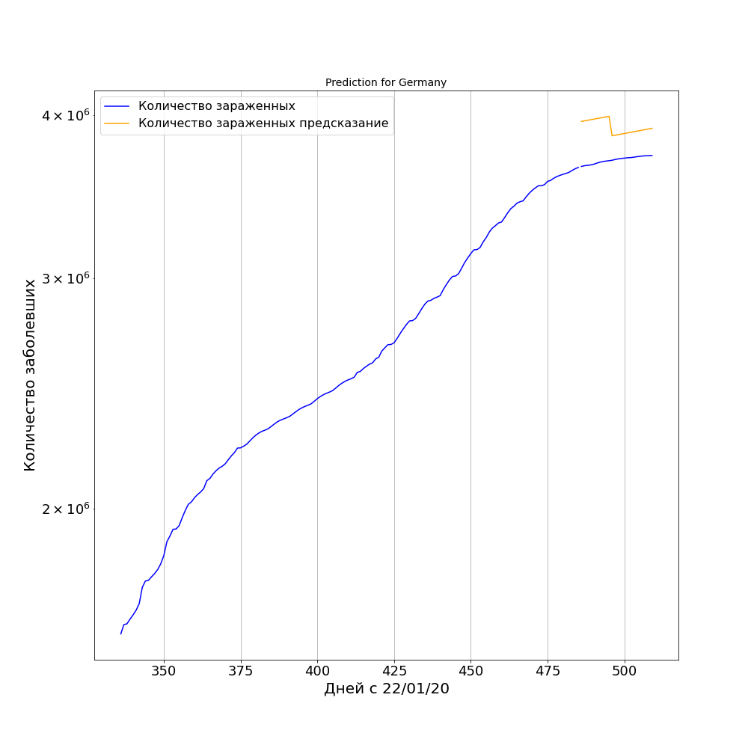 Prediction for Germany
Количество зараженных
Количество зараженных предсказание
4 × 10⁶
3 × 10⁶
2 × 10⁶
Количество заболевших
350 375 400 425 450 475 500
Дней с 22/01/20